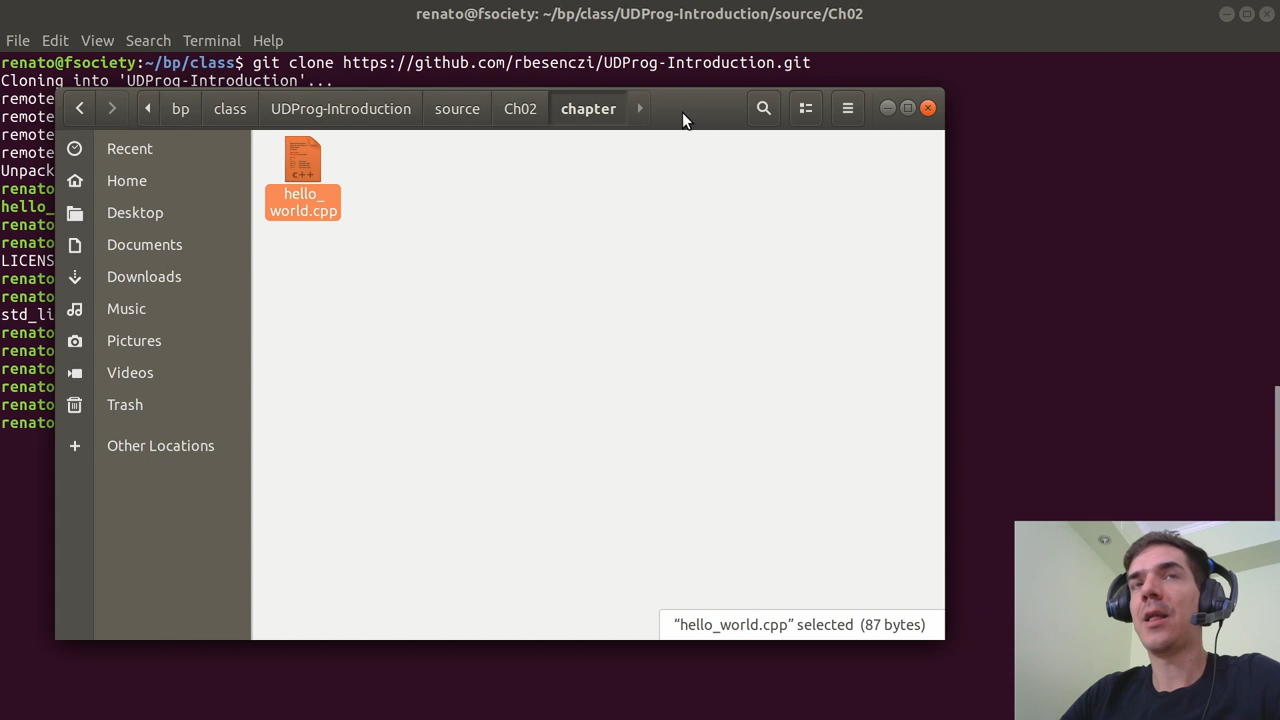 renato@fsociety: ~/bp/class/UDProg-Introduction/source/Ch02
File Edit View Search Terminal Help
renato@fsociety:~/bp/class$ git clone https://github.com/rbesenczi/UDProg-Introduction.git
Cloning into 'UDProg-Introduction'...
remote
remote
remote
remote
Unpack
renato
hello_
renato
renato
LICENS
renato
renato
std_li
renato
renato
renato
renato
renato
renato
bp class UDProg-Introduction source Ch02 chapter
Recent
Home
Desktop
Documents
Downloads
Music
Pictures
Videos
Trash
Other Locations
C++
hello_
world.cpp
“hello_world.cpp” selected (87 bytes)